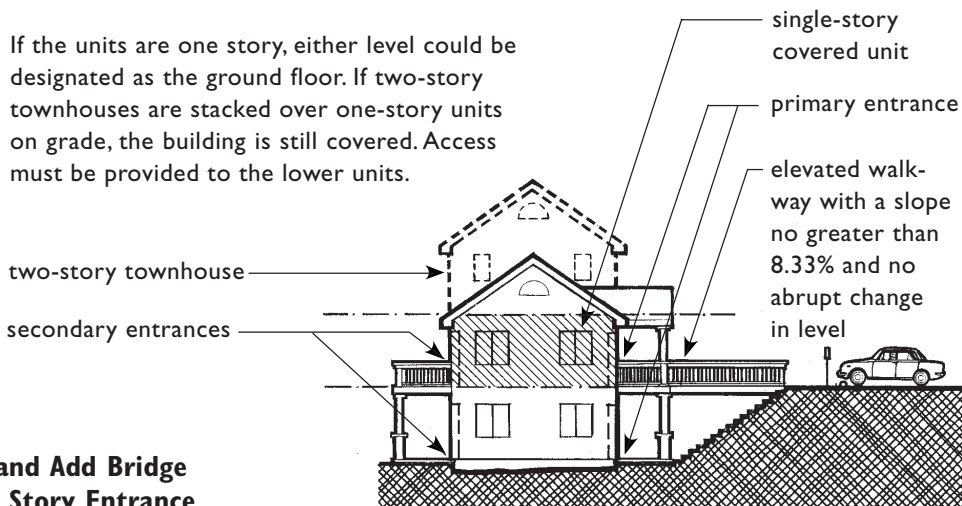 If the units are one story, either level could be
designated as the ground floor. If two-story
townhouses are stacked over one-story units
on grade, the building is still covered. Access
must be provided to the lower units.
single-story
covered unit
primary entrance
elevated walk-
way with a slope
no greater than
8.33% and no
abrupt change
in level
two-story townhouse
secondary entrances
and Add Bridge
Story Entrance